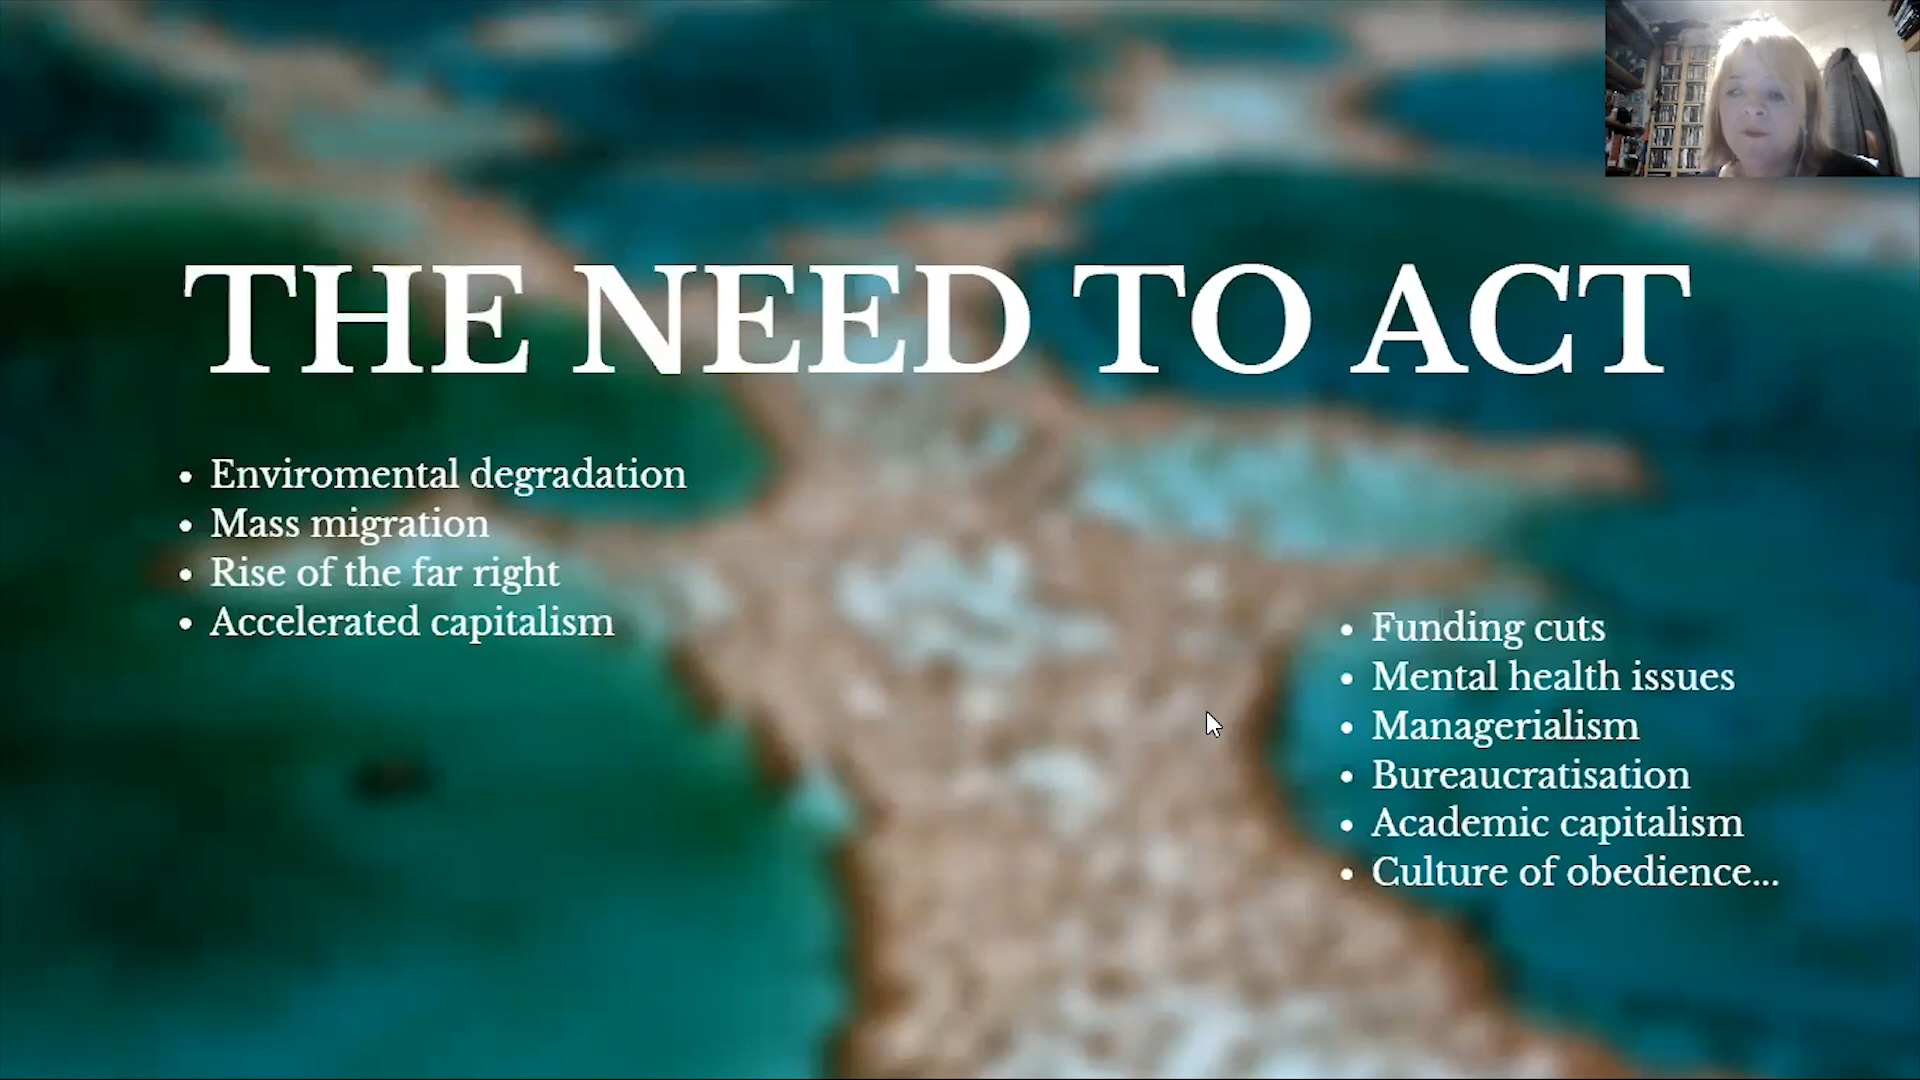 THE NEED TO ACT
• Enviromental degradation
• Mass migration
• Rise of the far right
• Accelerated capitalism
• Funding cuts
• Mental health issues
• Managerialism
• Bureaucratisation
• Academic capitalism
• Culture of obedience...